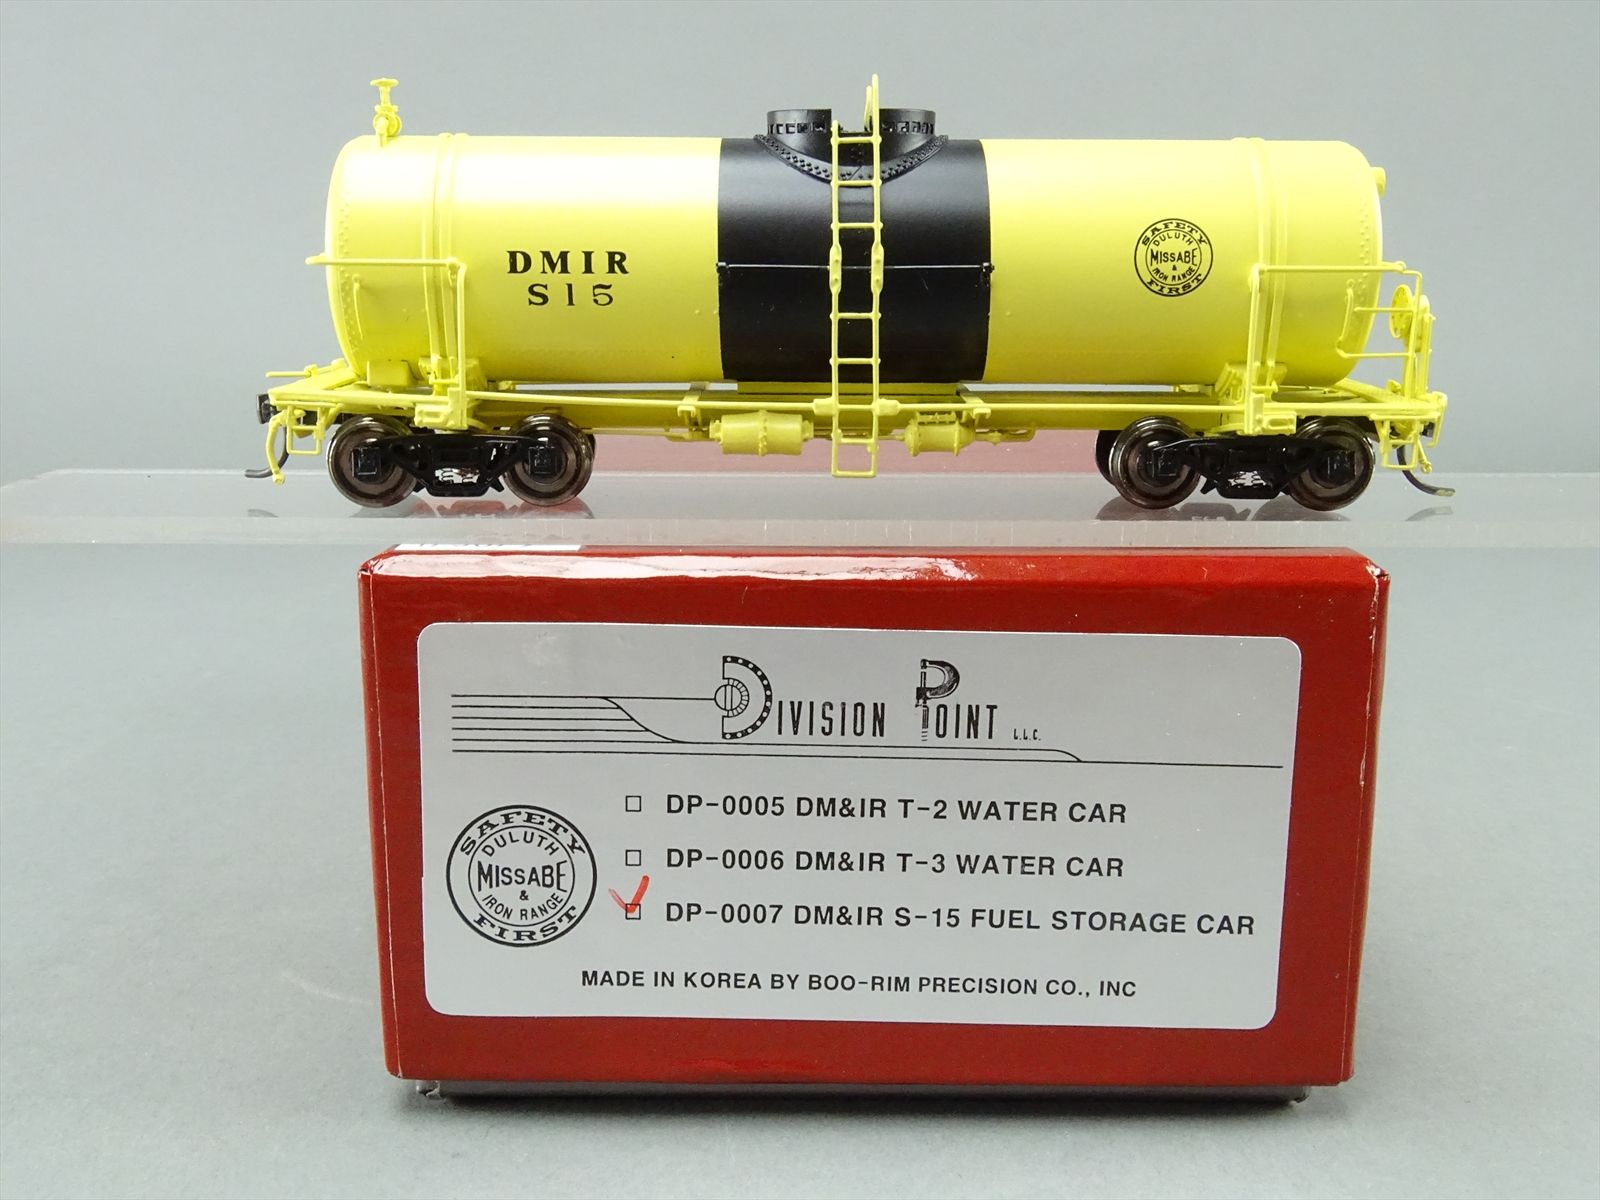 DMIR
S15
SAFETY
DULUTH
MISSABE
&
IRON RANGE
FIRST
DIVISION POINT L.L.C.
DP-0005 DM&IR T-2 WATER CAR
DP-0006 DM&IR T-3 WATER CAR
DP-0007 DM&IR S-15 FUEL STORAGE CAR
SAFETY
DULUTH
MISSABE
&
IRON RANGE
FIRST
MADE IN KOREA BY BOO-RIM PRECISION CO., INC